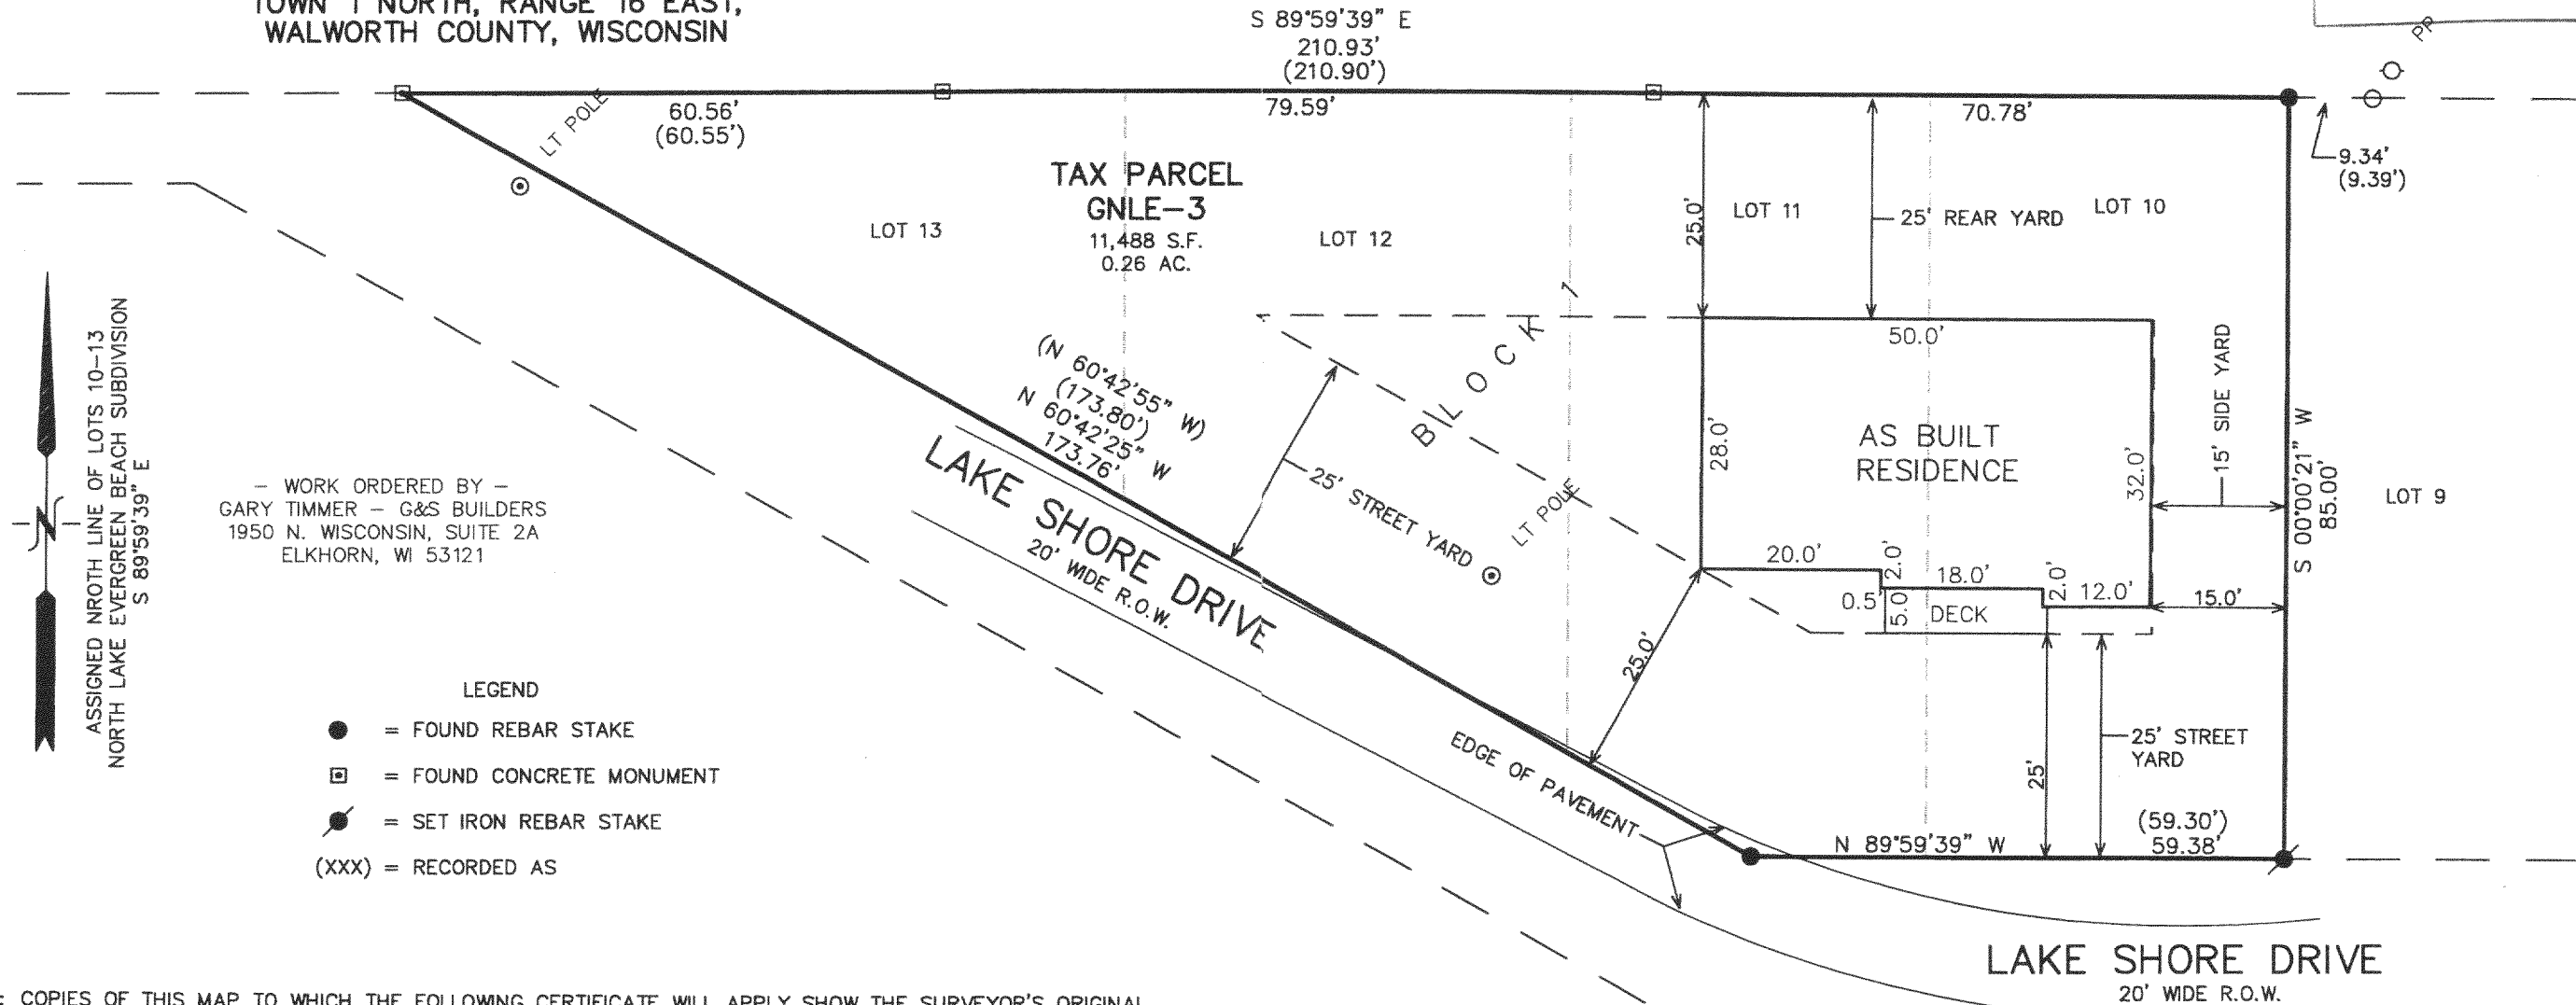 TOWN 1 NORTH, RANGE 16 EAST,
WALWORTH COUNTY, WISCONSIN
S 89°59'39" E
210.93'
(210.90')
PP
60.56'
(60.55')
79.59'
70.78'
9.34'
(9.39')
LT POLE
TAX PARCEL
GNLE-3
11,488 S.F.
0.26 AC.
LOT 13
LOT 12
LOT 11
LOT 10
LOT 9
25.0'
25' REAR YARD
BLOCK 1
50.0'
28.0'
AS BUILT
RESIDENCE
32.0'
15' SIDE YARD
S 00°00'21" W
85.00'
(N 60°42'55" W)
(173.80')
N 60°42'25" W
173.76'
25' STREET YARD
LT POLE
LAKE SHORE DRIVE
20' WIDE R.O.W.
20.0'
2.0'
18.0'
2.0'
12.0'
15.0'
0.5'
5.0'
DECK
25.0'
25'
25' STREET
YARD
EDGE OF PAVEMENT
N 89°59'39" W
(59.30')
59.38'
LAKE SHORE DRIVE
20' WIDE R.O.W.
N
ASSIGNED NROTH LINE OF LOTS 10-13
NORTH LAKE EVERGREEN BEACH SUBDIVISION
S 89°59'39" E
- WORK ORDERED BY -
GARY TIMMER - G&S BUILDERS
1950 N. WISCONSIN, SUITE 2A
ELKHORN, WI 53121
LEGEND
= FOUND REBAR STAKE
= FOUND CONCRETE MONUMENT
= SET IRON REBAR STAKE
(XXX) = RECORDED AS
COPIES OF THIS MAP TO WHICH THE FOLLOWING CERTIFICATE WILL APPLY SHOW THE SURVEYOR'S ORIGINAL